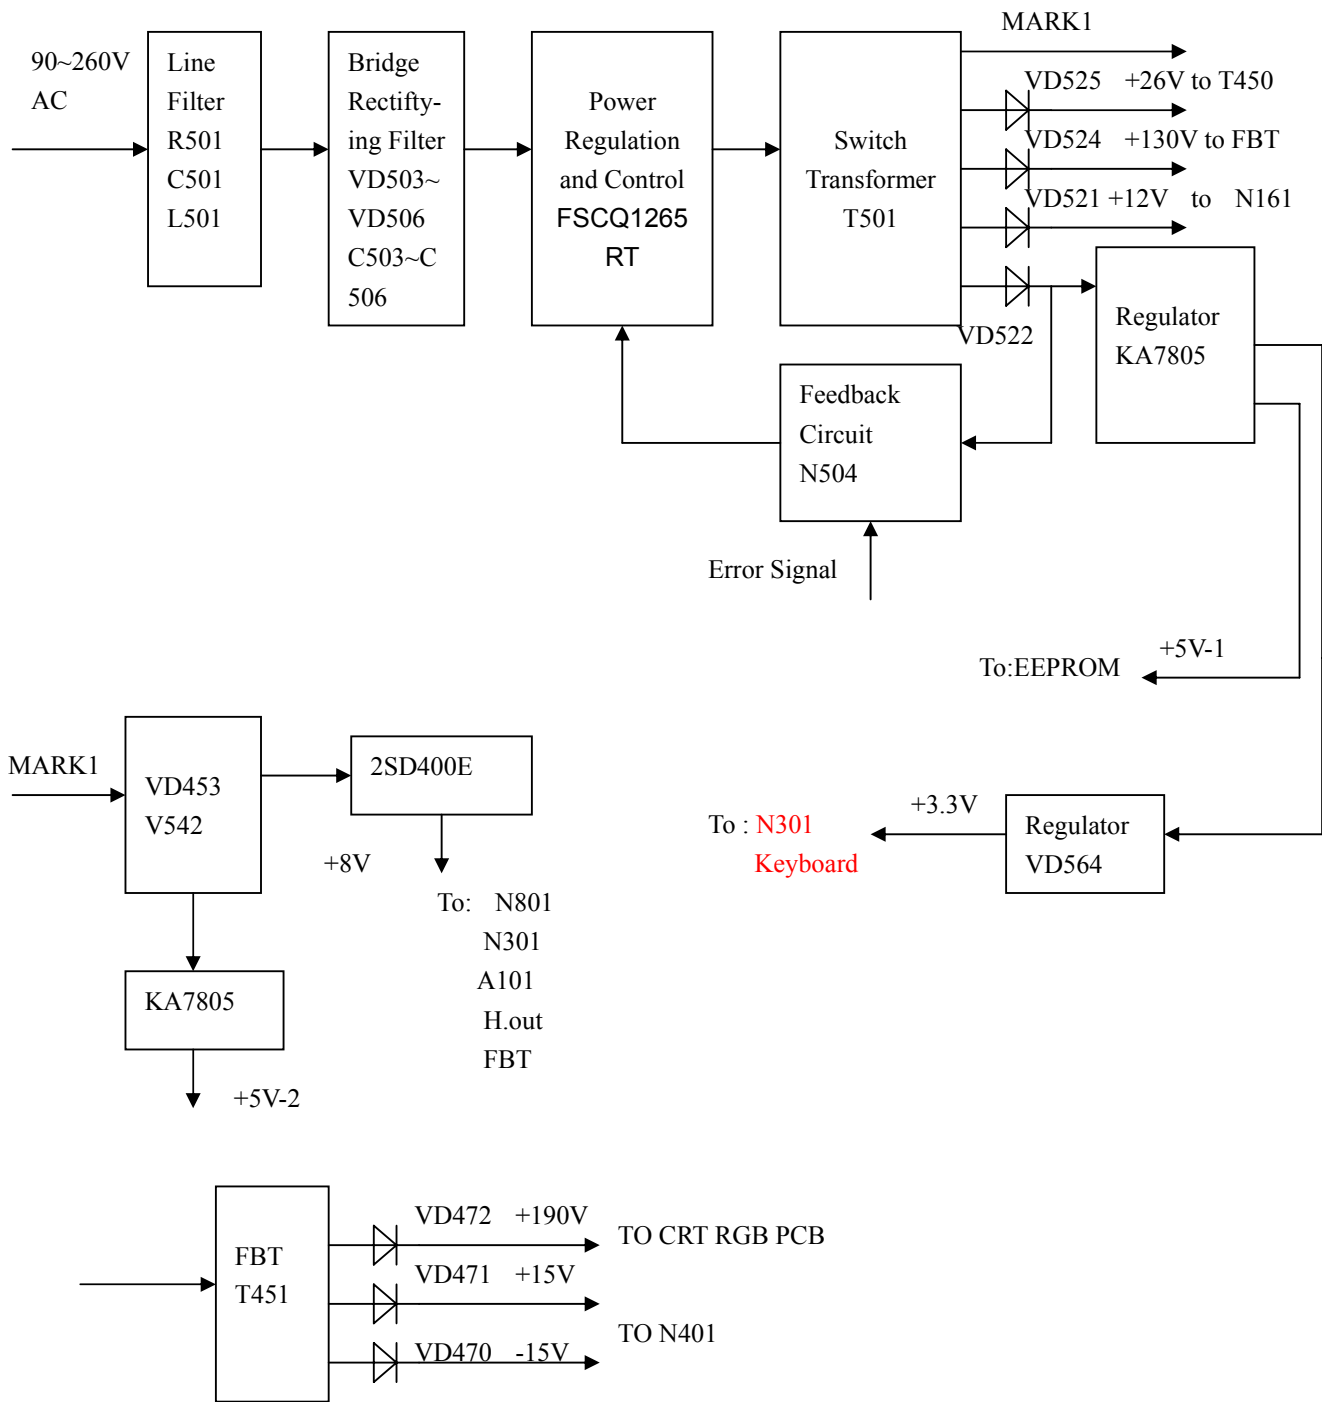 90~260V
AC
Line
Filter
R501
C501
L501
Bridge
Rectifty-
ing Filter
VD503~
VD506
C503~C
506
Power
Regulation
and Control
FSCQ1265
RT
Switch
Transformer
T501
MARK1
VD525 +26V to T450
VD524 +130V to FBT
VD521 +12V to N161
VD522
Regulator
KA7805
Feedback
Circuit
N504
Error Signal
To:EEPROM
+5V-1
MARK1
VD453
V542
2SD400E
+8V
To: N801
N301
A101
H.out
FBT
KA7805
+5V-2
To : N301
Keyboard
+3.3V
Regulator
VD564
FBT
T451
VD472 +190V
TO CRT RGB PCB
VD471 +15V
TO N401
VD470 -15V